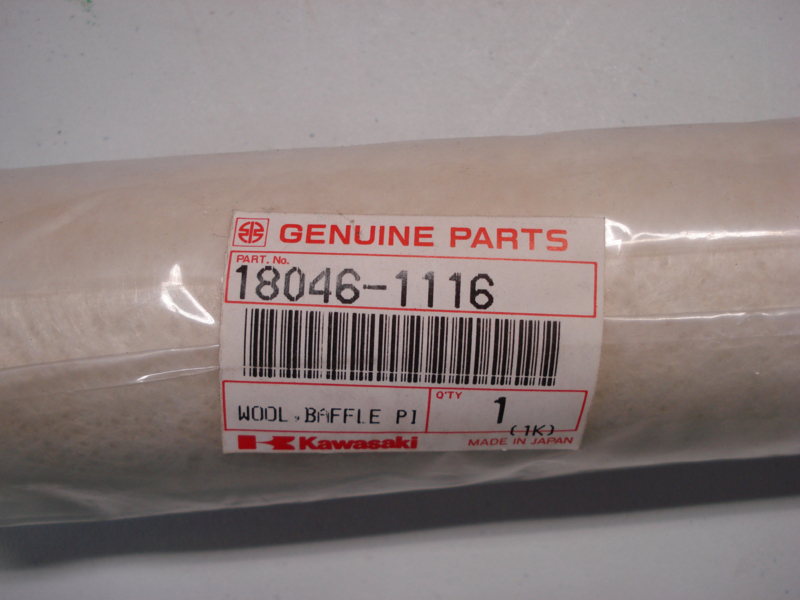 GENUINE PARTS
PART. No.
18046-1116
WOOL,BAFFLE PI
Q'TY
1
(1K)
Kawasaki
MADE IN JAPAN